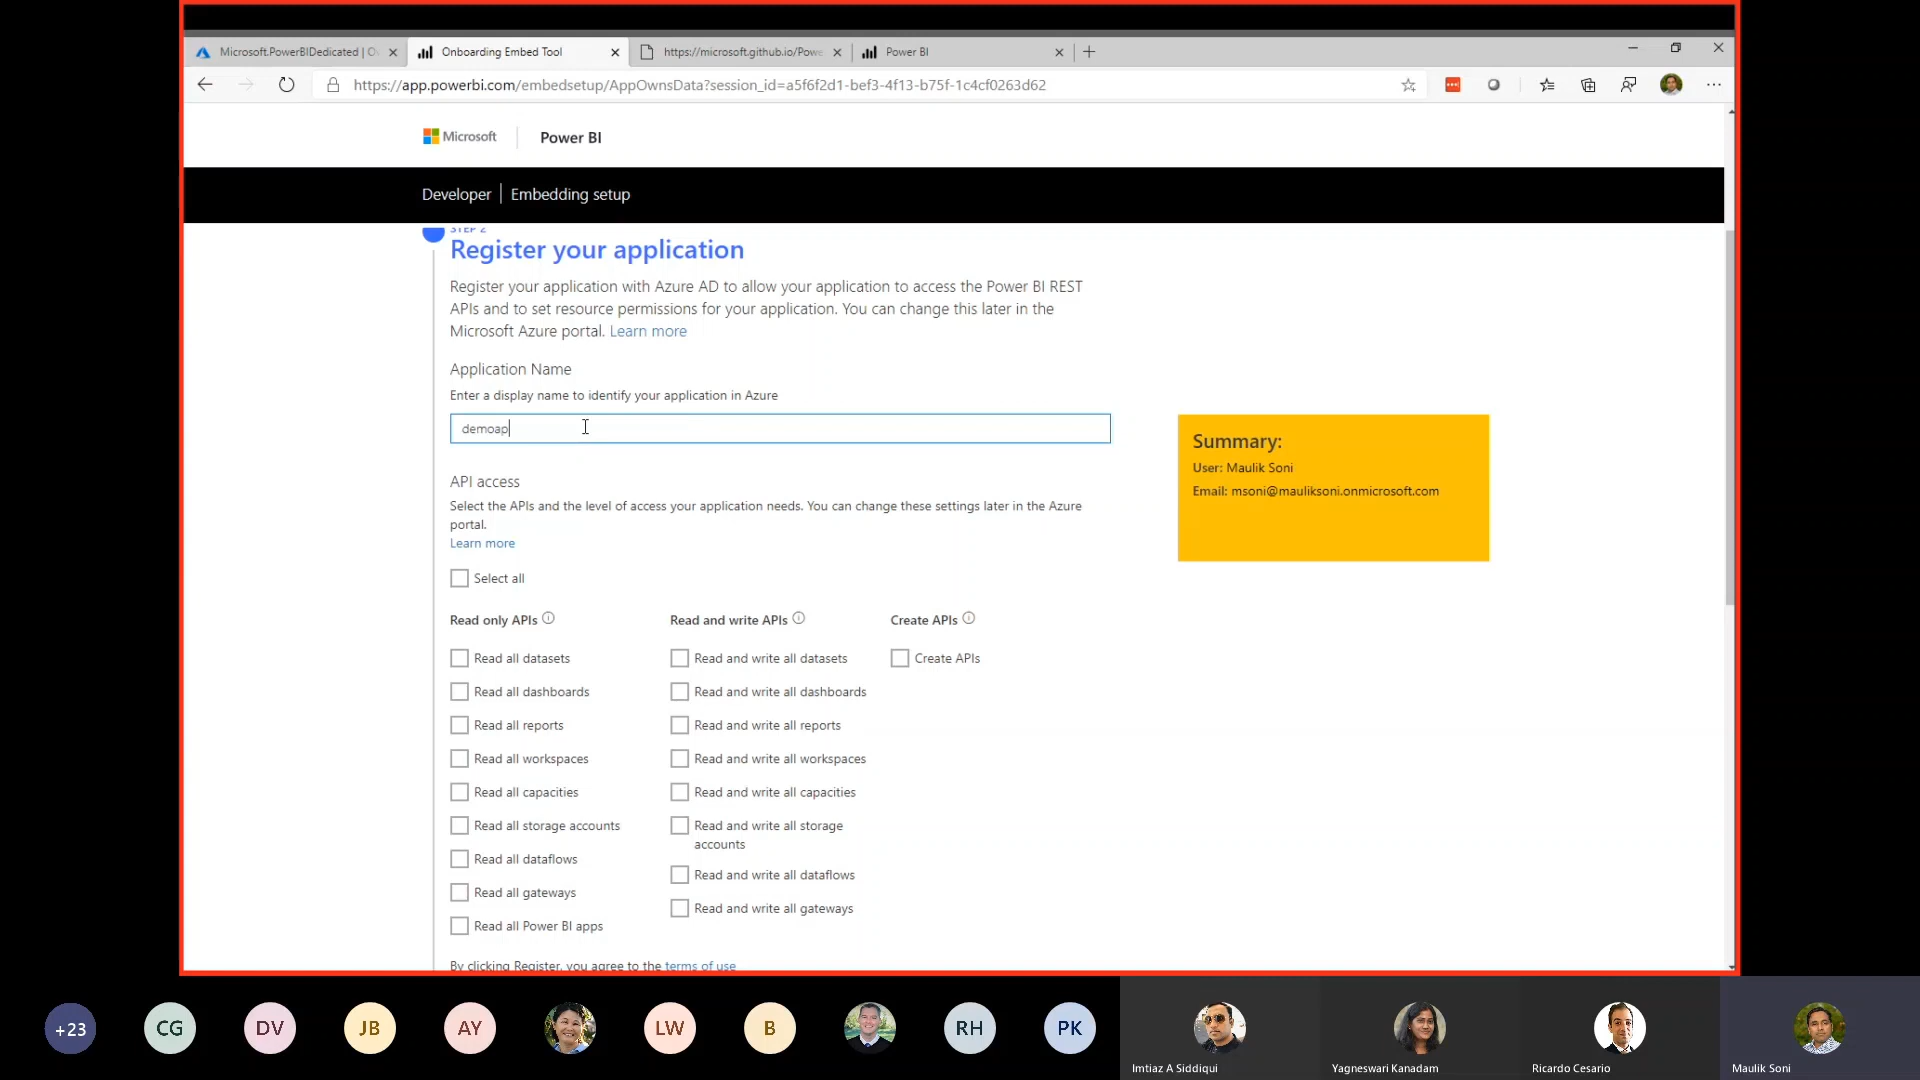 Microsoft.PowerBIDedicated | O
Onboarding Embed Tool
https://microsoft.github.io/Powe
Power BI
https://app.powerbi.com/embedsetup/AppOwnsData?session_id=a5f6f2d1-bef3-4f13-b75f-1c4cf0263d62
Microsoft
Power BI
Developer | Embedding setup
STEP 2
Register your application
Register your application with Azure AD to allow your application to access the Power BI REST
APIs and to set resource permissions for your application. You can change this later in the
Microsoft Azure portal. Learn more
Application Name
Enter a display name to identify your application in Azure
demoap
Summary:
User: Maulik Soni
Email: msoni@mauliksoni.onmicrosoft.com
API access
Select the APIs and the level of access your application needs. You can change these settings later in the Azure
portal.
Learn more
Select all
Read only APIs
Read and write APIs
Create APIs
Read all datasets
Read and write all datasets
Create APIs
Read all dashboards
Read and write all dashboards
Read all reports
Read and write all reports
Read all workspaces
Read and write all workspaces
Read all capacities
Read and write all capacities
Read all storage accounts
Read and write all storage
accounts
Read all dataflows
Read and write all dataflows
Read all gateways
Read and write all gateways
Read all Power BI apps
By clicking Register, you agree to the terms of use
+23
CG
DV
JB
AY
LW
B
RH
PK
Imtiaz A Siddiqui
Yagneswari Kanadam
Ricardo Cesario
Maulik Soni